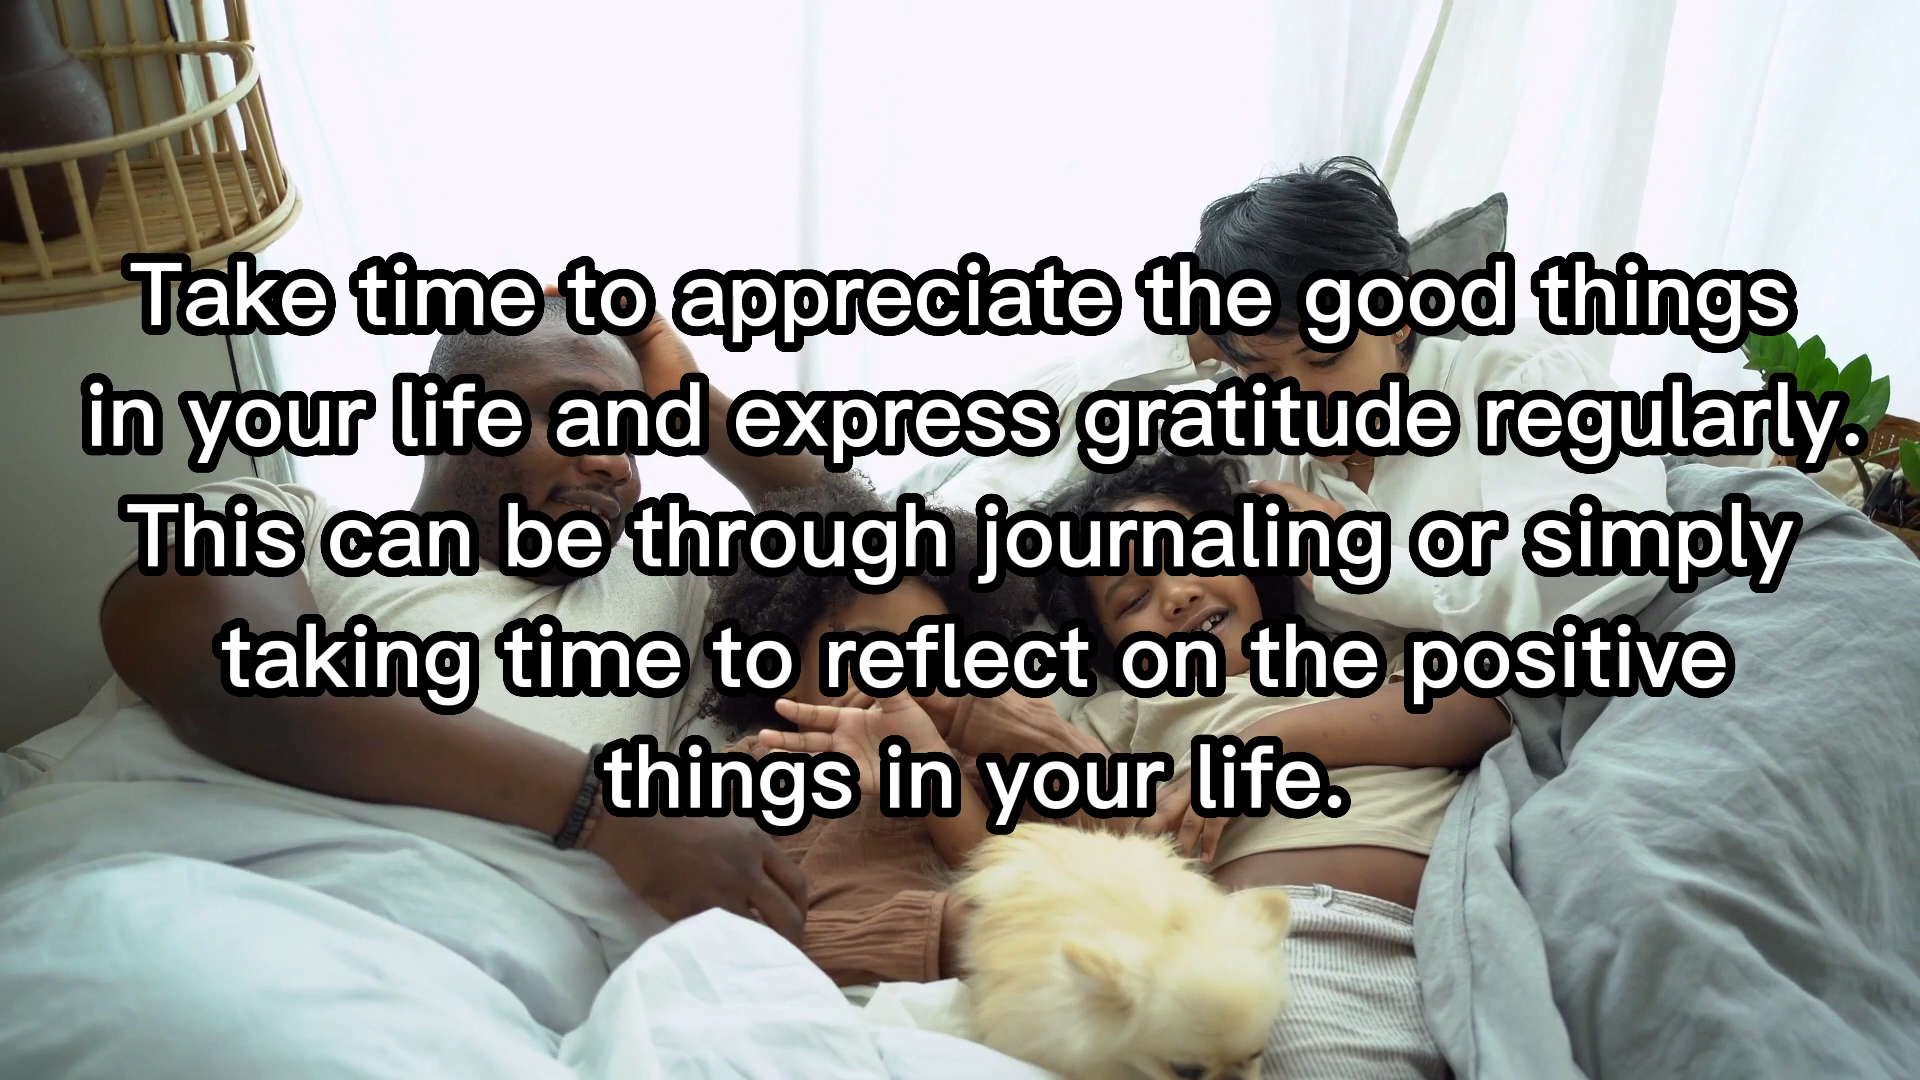 Take time to appreciate the good things
in your life and express gratitude regularly.
This can be through journaling or simply
taking time to reflect on the positive
things in your life.